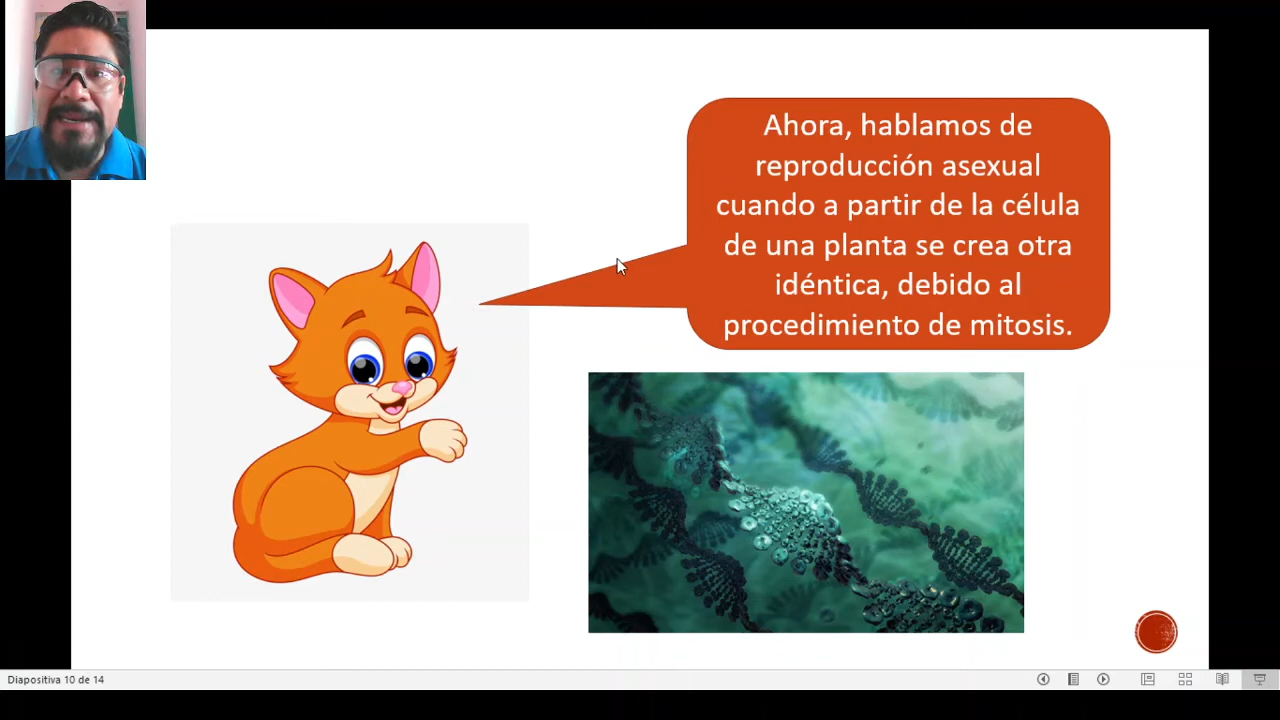 Ahora, hablamos de
reproducción asexual
cuando a partir de la célula
de una planta se crea otra
idéntica, debido al
procedimiento de mitosis.
Diapositiva 10 de 14